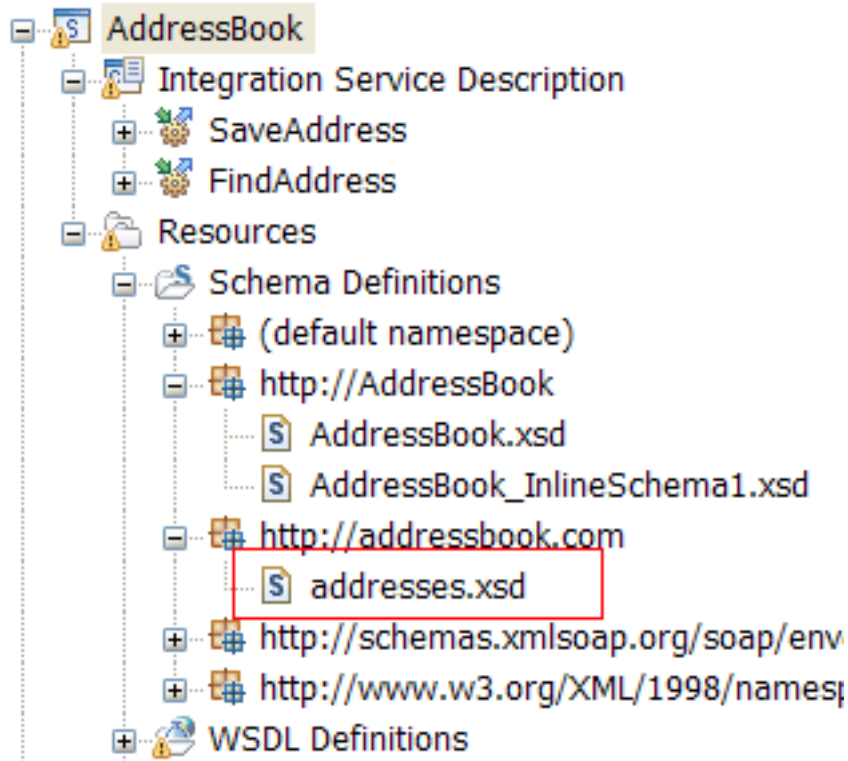 AddressBook
Integration Service Description
SaveAddress
FindAddress
Resources
Schema Definitions
(default namespace)
http://AddressBook
AddressBook.xsd
AddressBook_InlineSchema1.xsd
http://addressbook.com
addresses.xsd
http://schemas.xmlsoap.org/soap/env
http://www.w3.org/XML/1998/namesp
WSDL Definitions